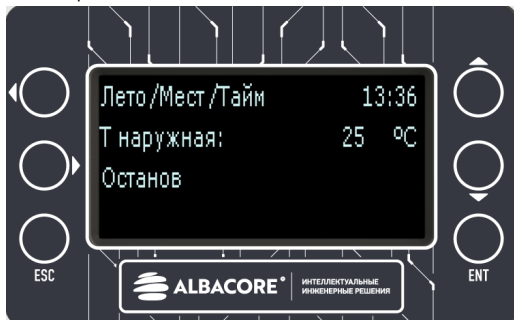 Лето/Мест/Тайм 13:36
Т наружная: 25 ºC
Останов
ESC
ENT
ALBACORE°
ИНТЕЛЛЕКТУАЛЬНЫЕ
ИНЖЕНЕРНЫЕ РЕШЕНИЯ